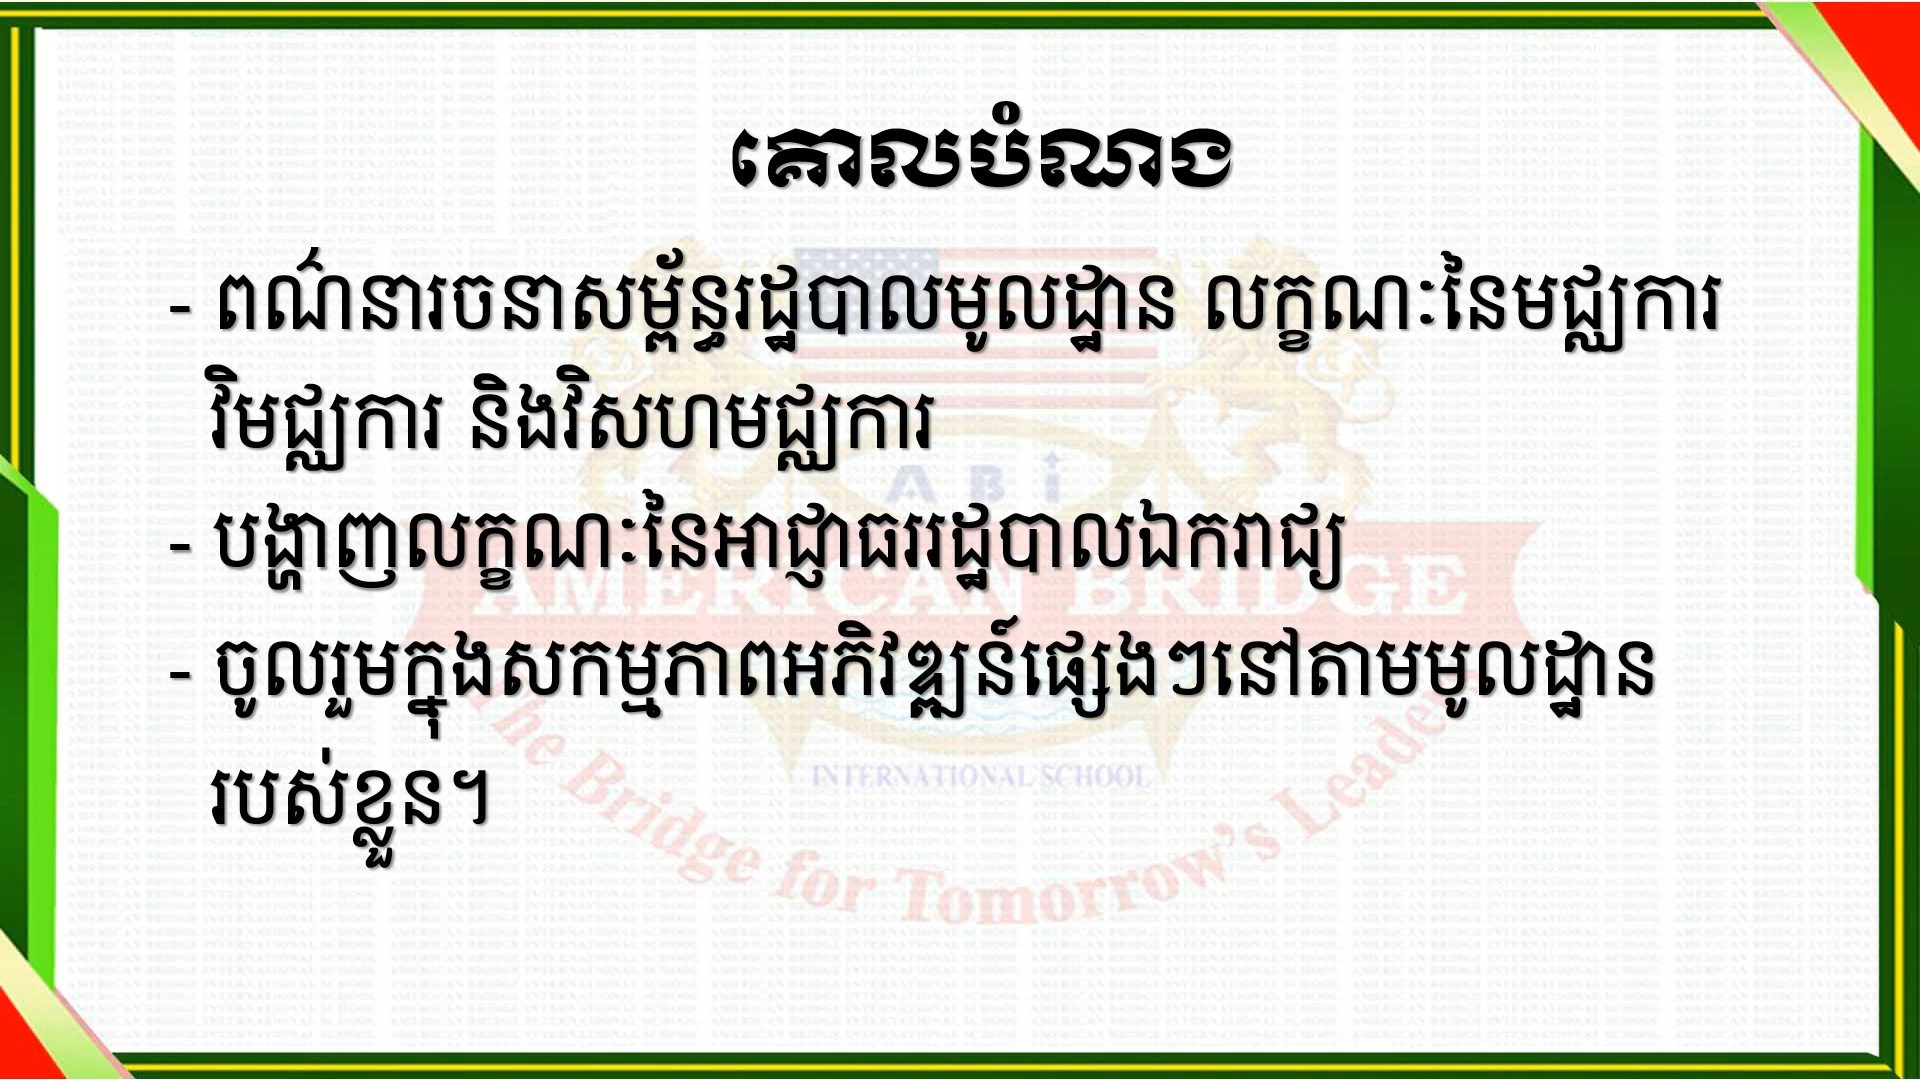 គោលបំណង
- ពណ៌នារចនាសម្ព័ន្ធរដ្ឋបាលមូលដ្ឋាន លក្ខណៈនៃមជ្ឈការ
វិមជ្ឈការ និងវិសហមជ្ឈការ
- បង្ហាញលក្ខណៈនៃអាជ្ញាធររដ្ឋបាលឯករាជ្យ
- ចូលរួមក្នុងសកម្មភាពអភិវឌ្ឍន៍ផ្សេងៗនៅតាមមូលដ្ឋាន
របស់ខ្លួន។
ABi
AMERICAN BRIDGE
INTERNATIONAL SCHOOL
The Bridge for Tomorrow's Leader